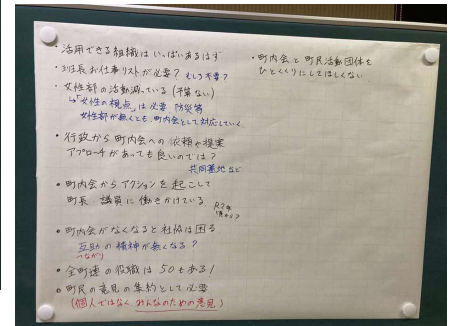 ・活用できる組織はいっぱいあるはず
・班長お仕事リストが必要? もしくは不要?
・女性部の活動減っている (予算ない)
↳「女性の視点」は必要 防災等
女性部が無くとも、町内会として対応していく
・行政から町内会への依頼や提案
アプローチがあっても良いのでは?
共同墓地など
・町内会からアクションを起こして
町長・議員に働きかけている
・町内会がなくなると社協は困る
互助の精神が無くなる?
つながり
・全町連の役職は50もある!
・町民の意見の集約として必要
(個人ではなく みんなのための意見)
・町内会と町民活動団体を
ひとくくりにしてほしくない